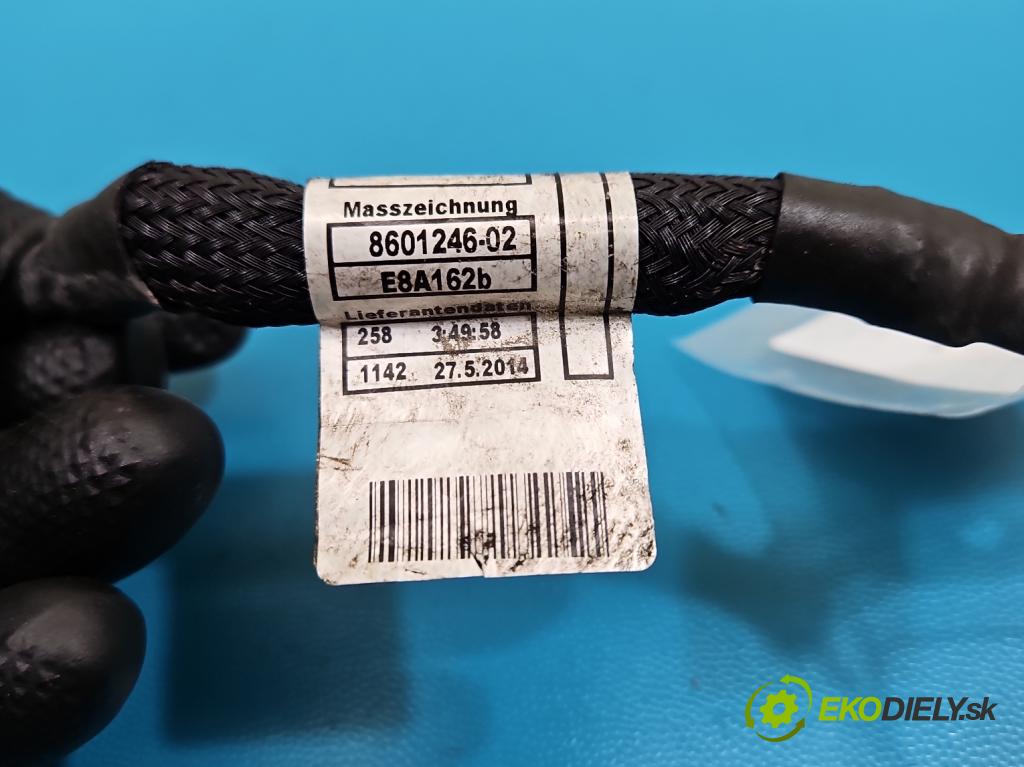 Masszeichnung
8601246-02
E8A162b
Lieferantendaten
258 3:49:58
1142 27.5.2014
EKODIELY.sk